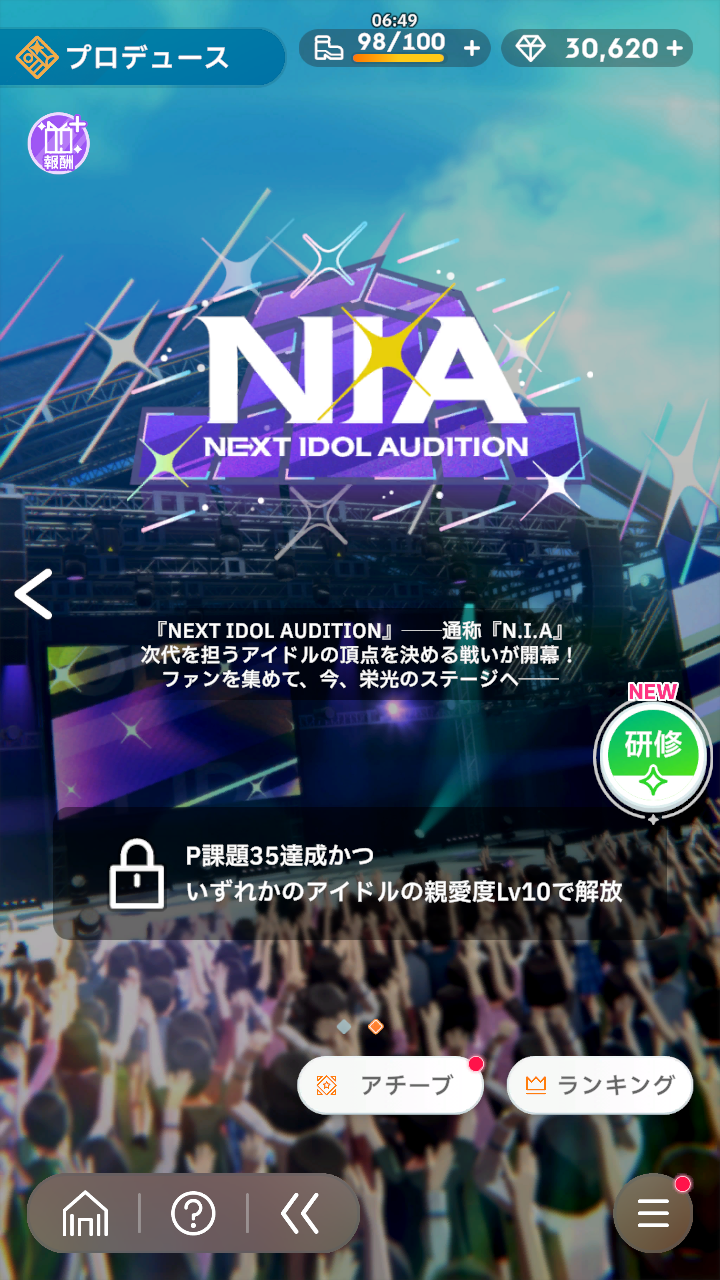 06:49
プロデュース
98/100
30,620
報酬
NIA
NEXT IDOL AUDITION
『NEXT IDOL AUDITION』──通称『N.I.A』
次代を担うアイドルの頂点を決める戦いが開幕！
ファンを集めて、今、栄光のステージへ──
NEW
研修
P課題35達成かつ
いずれかのアイドルの親愛度Lv10で解放
アチーブ
ランキング